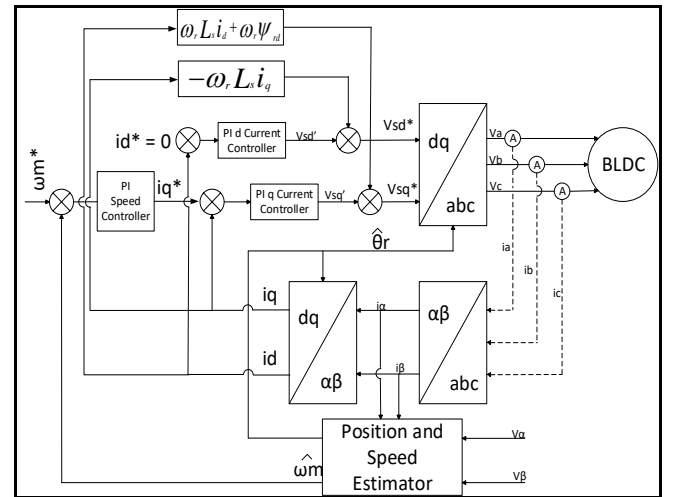 ωrLsid+ωrψrd
−ωrLsiq
id* = 0
PI d Current
Controller
Vsd'
Vsd*
dq
abc
Va
A
Vb
A
Vc
A
BLDC
ωm*
PI
Speed
Controller
iq*
PI q Current
Controller
Vsq'
Vsq*
θ̂r
ia
ib
ic
iq
id
dq
αβ
iα
iβ
αβ
abc
Position and
Speed
Estimator
ω̂m
Vα
Vβ